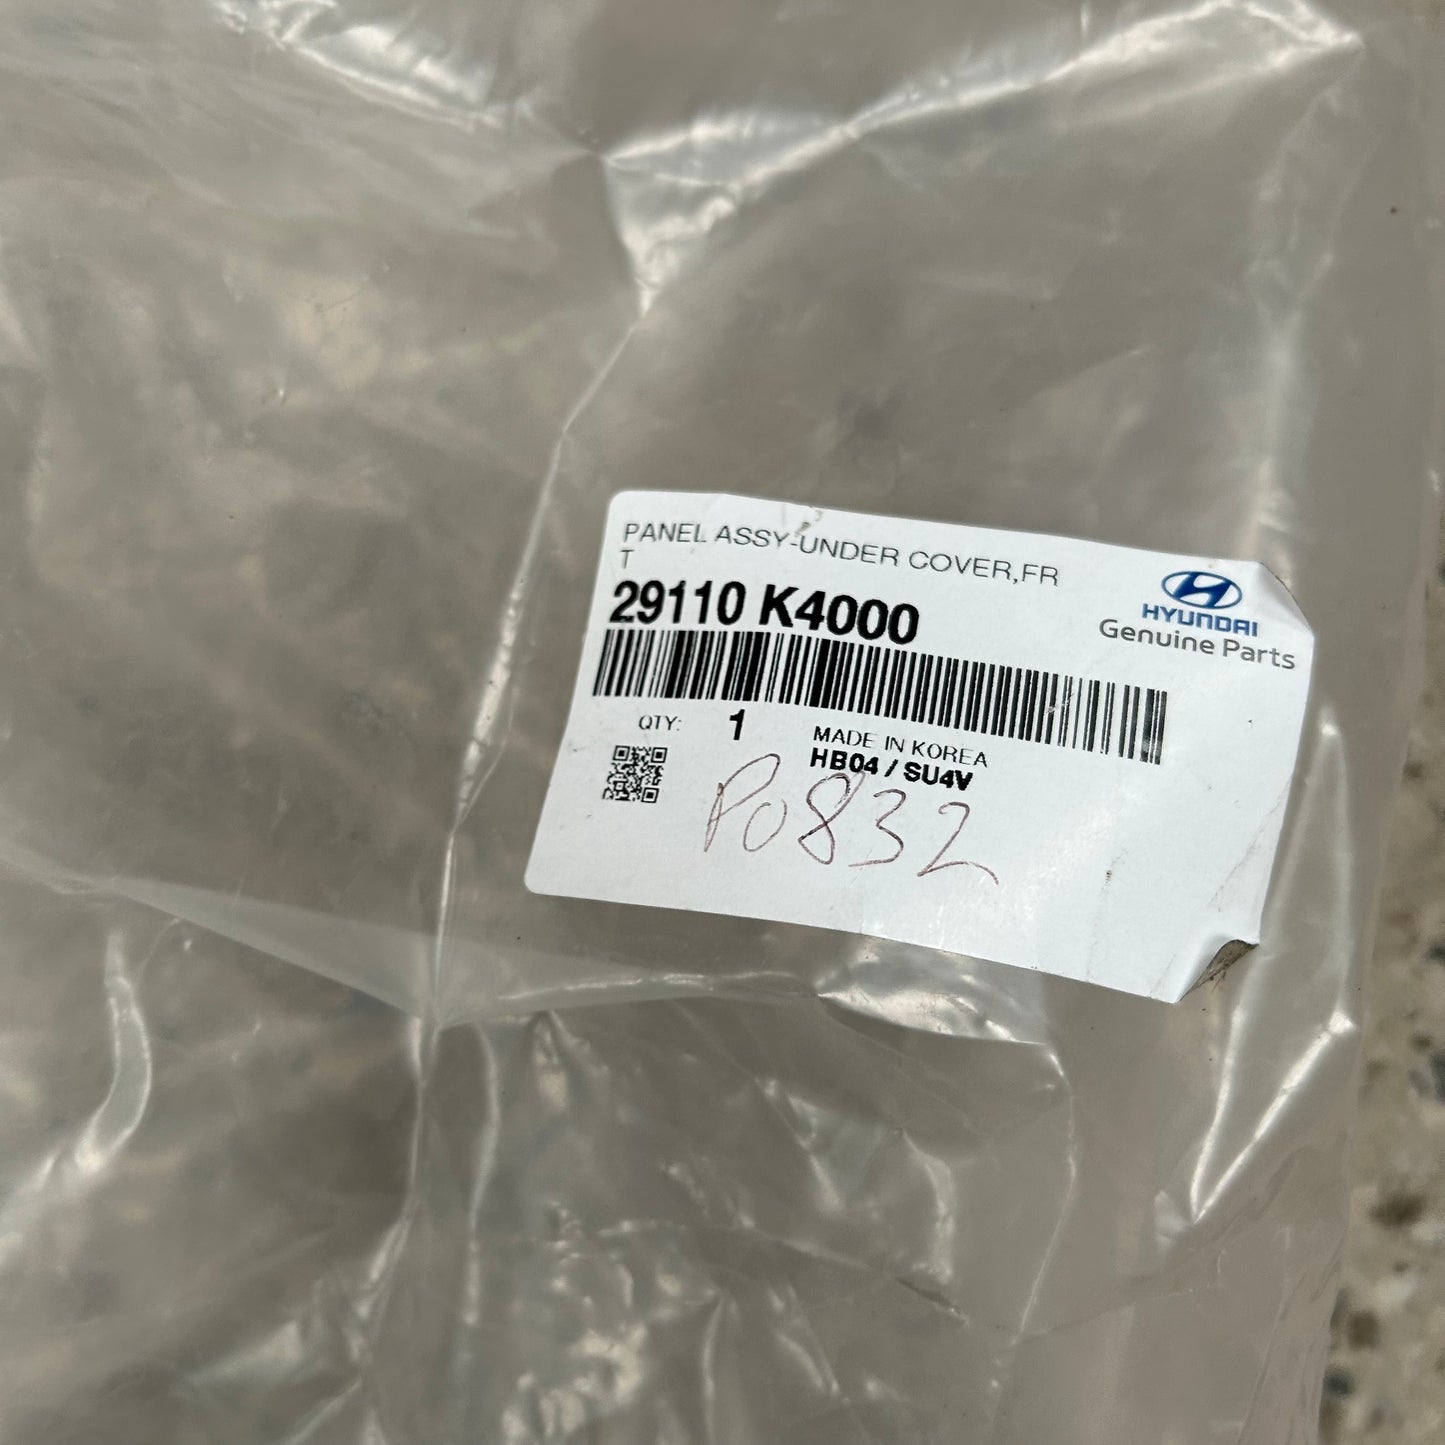 PANEL ASSY-UNDER COVER,FR
T
29110 K4000
HYUNDAI
Genuine Parts
QTY: 1
MADE IN KOREA
HB04 / SU4V
P0832